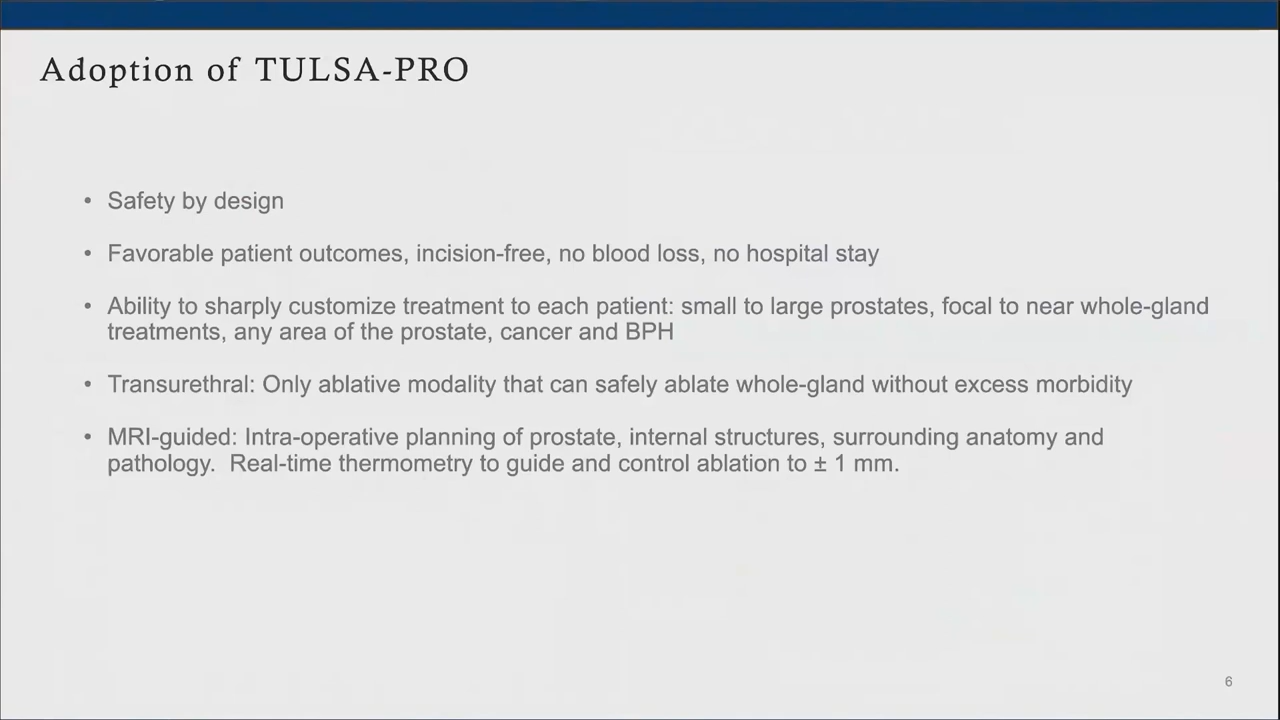 Adoption of TULSA-PRO
• Safety by design
• Favorable patient outcomes, incision-free, no blood loss, no hospital stay
• Ability to sharply customize treatment to each patient: small to large prostates, focal to near whole-gland
treatments, any area of the prostate, cancer and BPH
• Transurethral: Only ablative modality that can safely ablate whole-gland without excess morbidity
• MRI-guided: Intra-operative planning of prostate, internal structures, surrounding anatomy and
pathology.  Real-time thermometry to guide and control ablation to ± 1 mm.
6